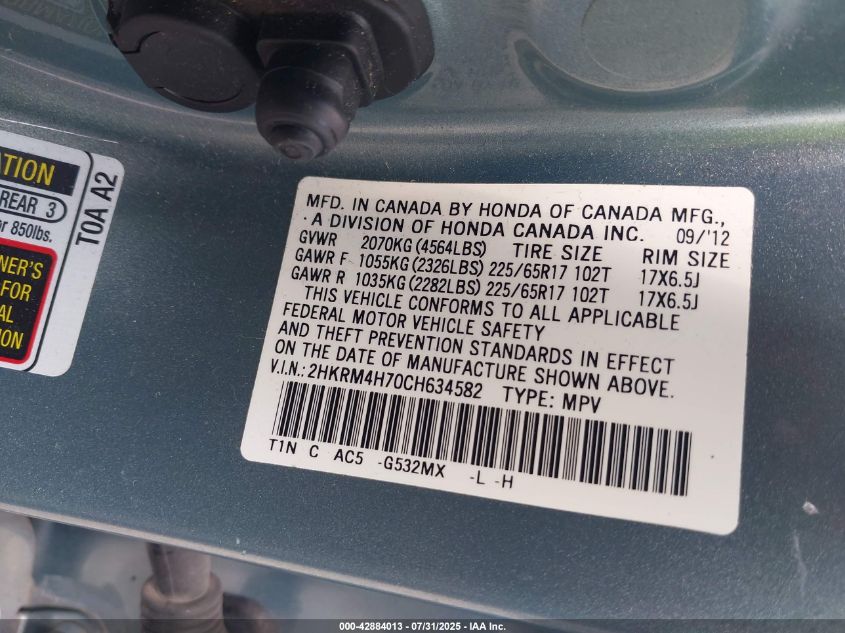 ATION
REAR 3
or 850lbs.
NER'S
FOR
AL
ION
T0A A2
MFD. IN CANADA BY HONDA OF CANADA MFG.,
A DIVISION OF HONDA CANADA INC. 09/'12
GVWR 2070KG (4564LBS) TIRE SIZE RIM SIZE
GAWR F 1055KG (2326LBS) 225/65R17 102T 17X6.5J
GAWR R 1035KG (2282LBS) 225/65R17 102T 17X6.5J
THIS VEHICLE CONFORMS TO ALL APPLICABLE
FEDERAL MOTOR VEHICLE SAFETY
AND THEFT PREVENTION STANDARDS IN EFFECT
ON THE DATE OF MANUFACTURE SHOWN ABOVE.
V.I.N.: 2HKRM4H70CH634582 TYPE: MPV
T1N C AC5 -G532MX -L -H
000-42884013 - 07/31/2025 - IAA Inc.